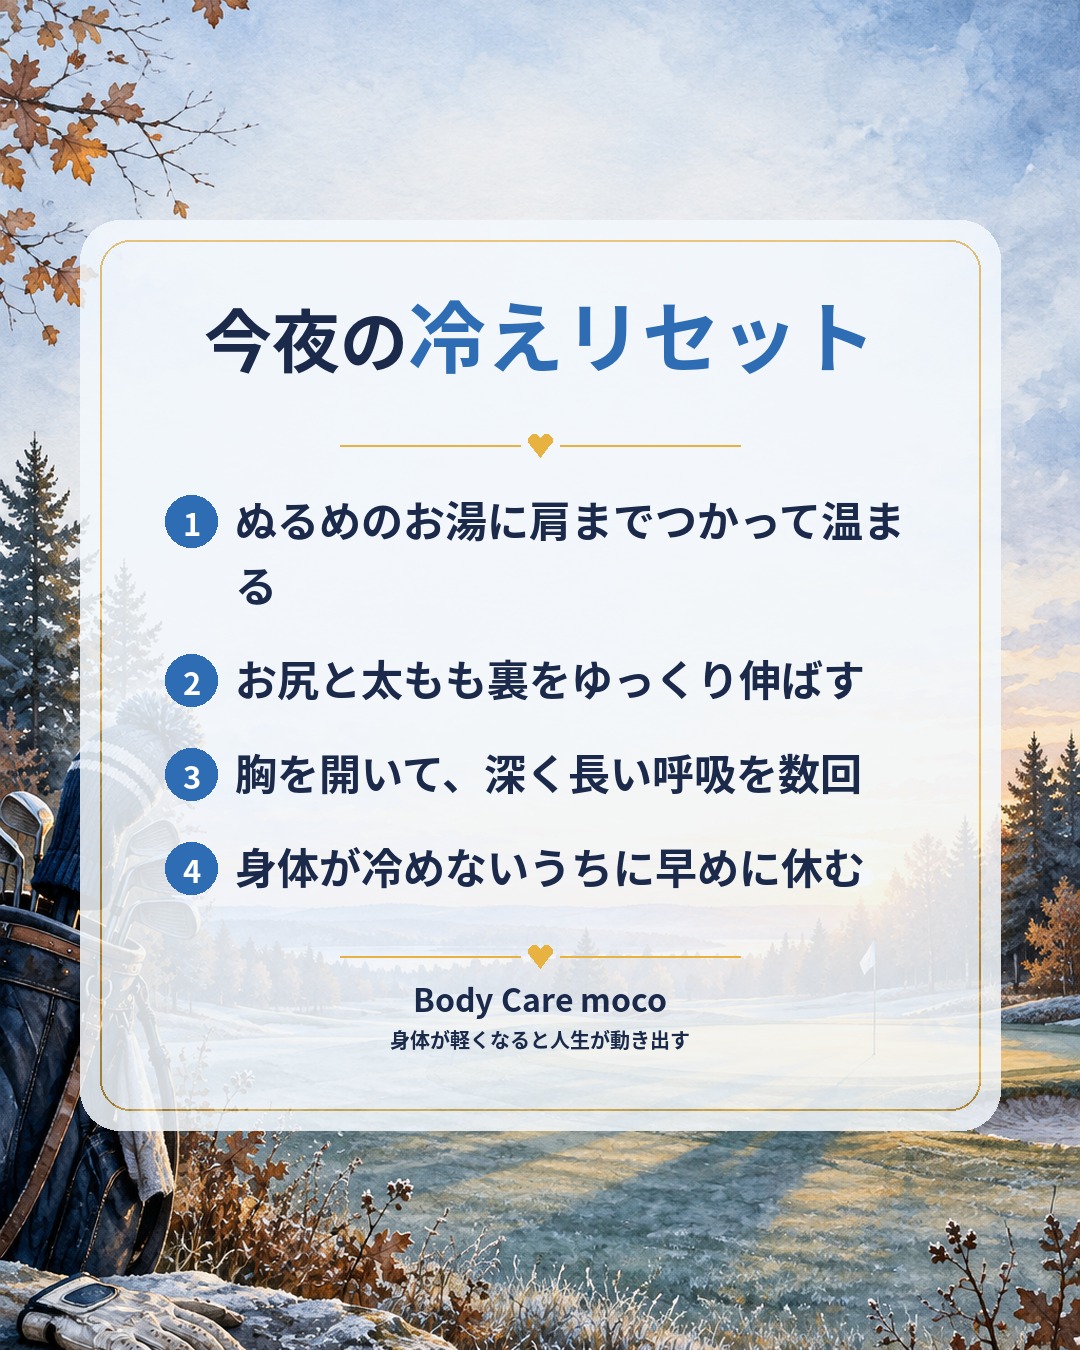 今夜の冷えリセット
1 ぬるめのお湯に肩までつかって温ま
る
2 お尻と太もも裏をゆっくり伸ばす
3 胸を開いて、深く長い呼吸を数回
4 身体が冷めないうちに早めに休む
Body Care moco
身体が軽くなると人生が動き出す